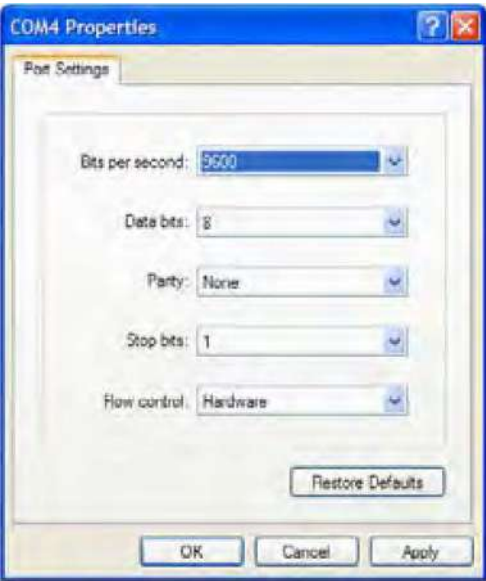 COM4 Properties
Port Settings
Bits per second: 9600
Data bits: 8
Parity: None
Stop bits: 1
Flow control: Hardware
Restore Defaults
OK Cancel Apply